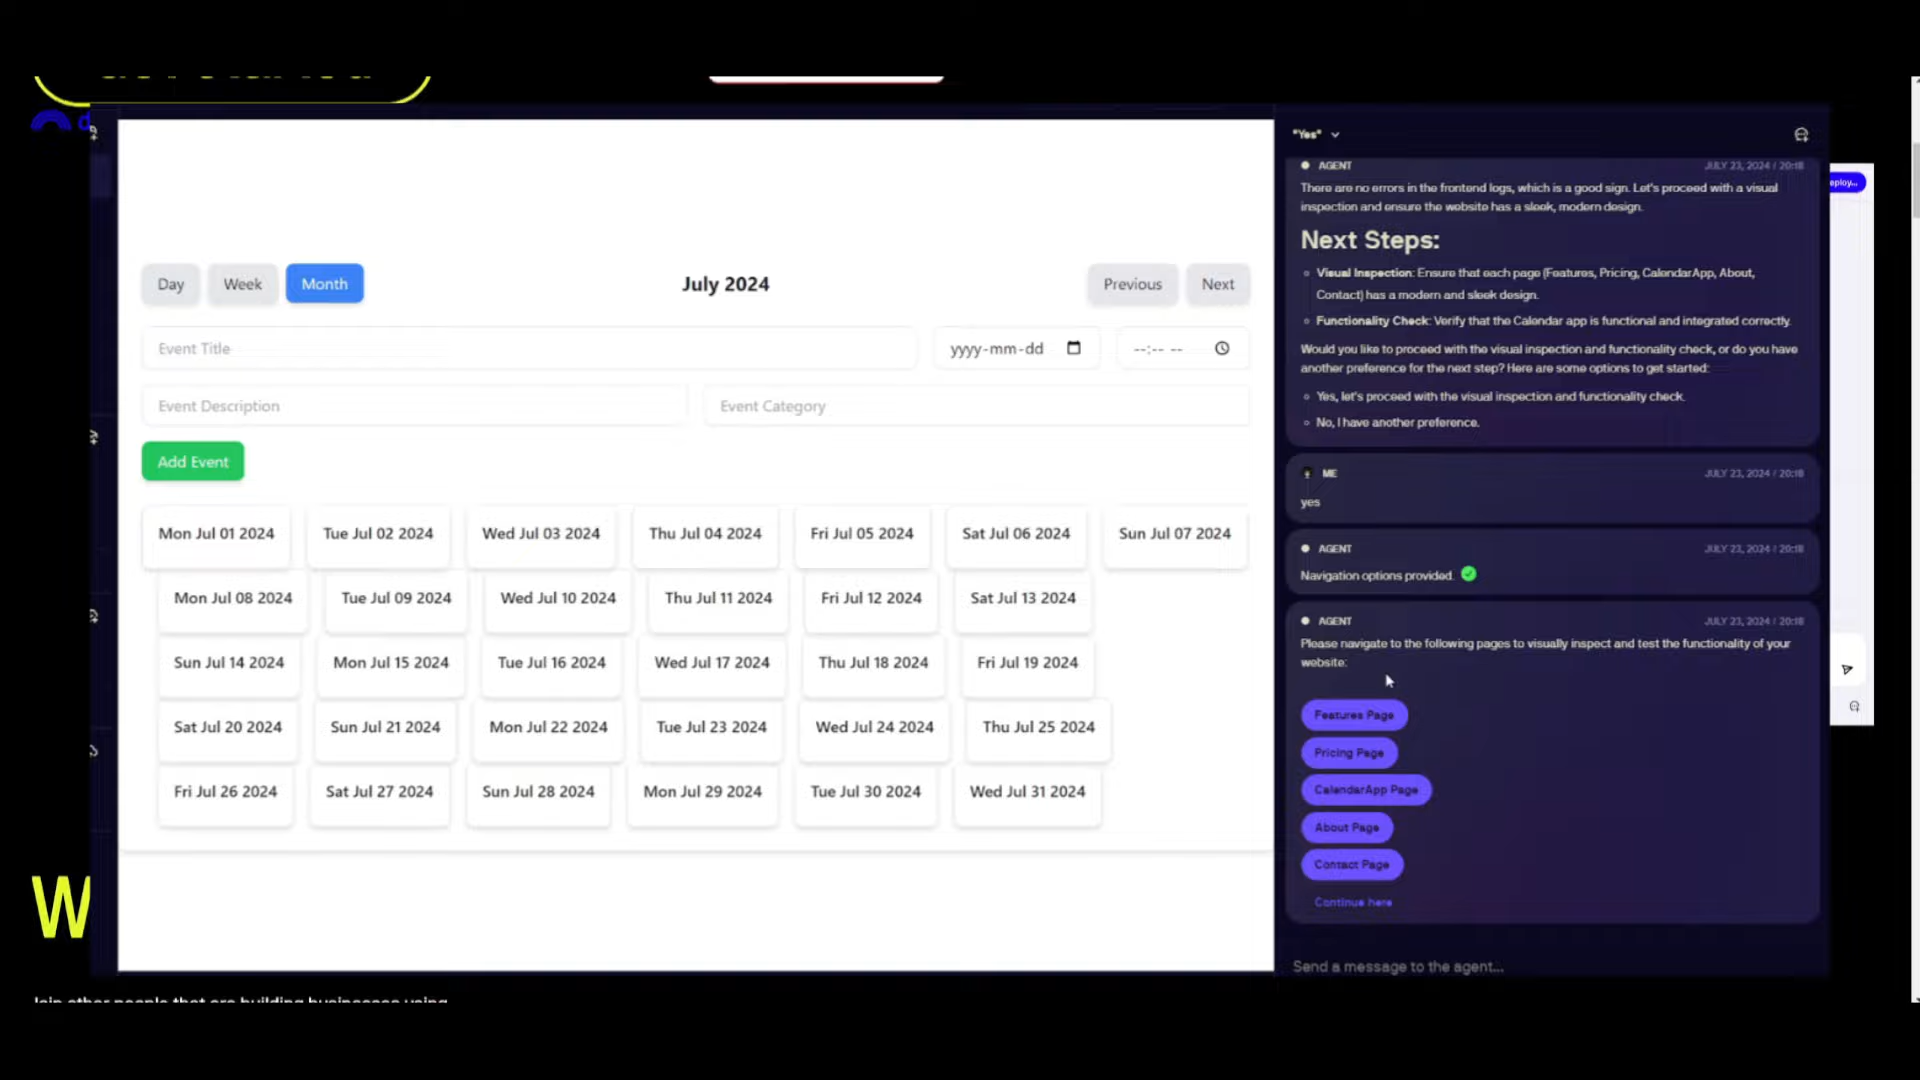 Day
Week
Month
July 2024
Previous
Next
Event Title
yyyy-mm-dd
--:-- --
Event Description
Event Category
Add Event
Mon Jul 01 2024
Tue Jul 02 2024
Wed Jul 03 2024
Thu Jul 04 2024
Fri Jul 05 2024
Sat Jul 06 2024
Sun Jul 07 2024
Mon Jul 08 2024
Tue Jul 09 2024
Wed Jul 10 2024
Thu Jul 11 2024
Fri Jul 12 2024
Sat Jul 13 2024
Sun Jul 14 2024
Mon Jul 15 2024
Tue Jul 16 2024
Wed Jul 17 2024
Thu Jul 18 2024
Fri Jul 19 2024
Sat Jul 20 2024
Sun Jul 21 2024
Mon Jul 22 2024
Tue Jul 23 2024
Wed Jul 24 2024
Thu Jul 25 2024
Fri Jul 26 2024
Sat Jul 27 2024
Sun Jul 28 2024
Mon Jul 29 2024
Tue Jul 30 2024
Wed Jul 31 2024
"Yes"
AGENT
JULY 23, 2024 / 20:18
There are no errors in the frontend logs, which is a good sign. Let's proceed with a visual
inspection and ensure the website has a sleek, modern design.
Next Steps:
Visual Inspection: Ensure that each page (Features, Pricing, CalendarApp, About,
Contact) has a modern and sleek design.
Functionality Check: Verify that the Calendar app is functional and integrated correctly.
Would you like to proceed with the visual inspection and functionality check, or do you have
another preference for the next step? Here are some options to get started:
Yes, let's proceed with the visual inspection and functionality check.
No, I have another preference.
ME
JULY 23, 2024 / 20:18
yes
AGENT
JULY 23, 2024 / 20:18
Navigation options provided.
AGENT
JULY 23, 2024 / 20:18
Please navigate to the following pages to visually inspect and test the functionality of your
website:
Features Page
Pricing Page
CalendarApp Page
About Page
Contact Page
Continue here
Send a message to the agent...
eploy...
W
Join other people that are building businesses using